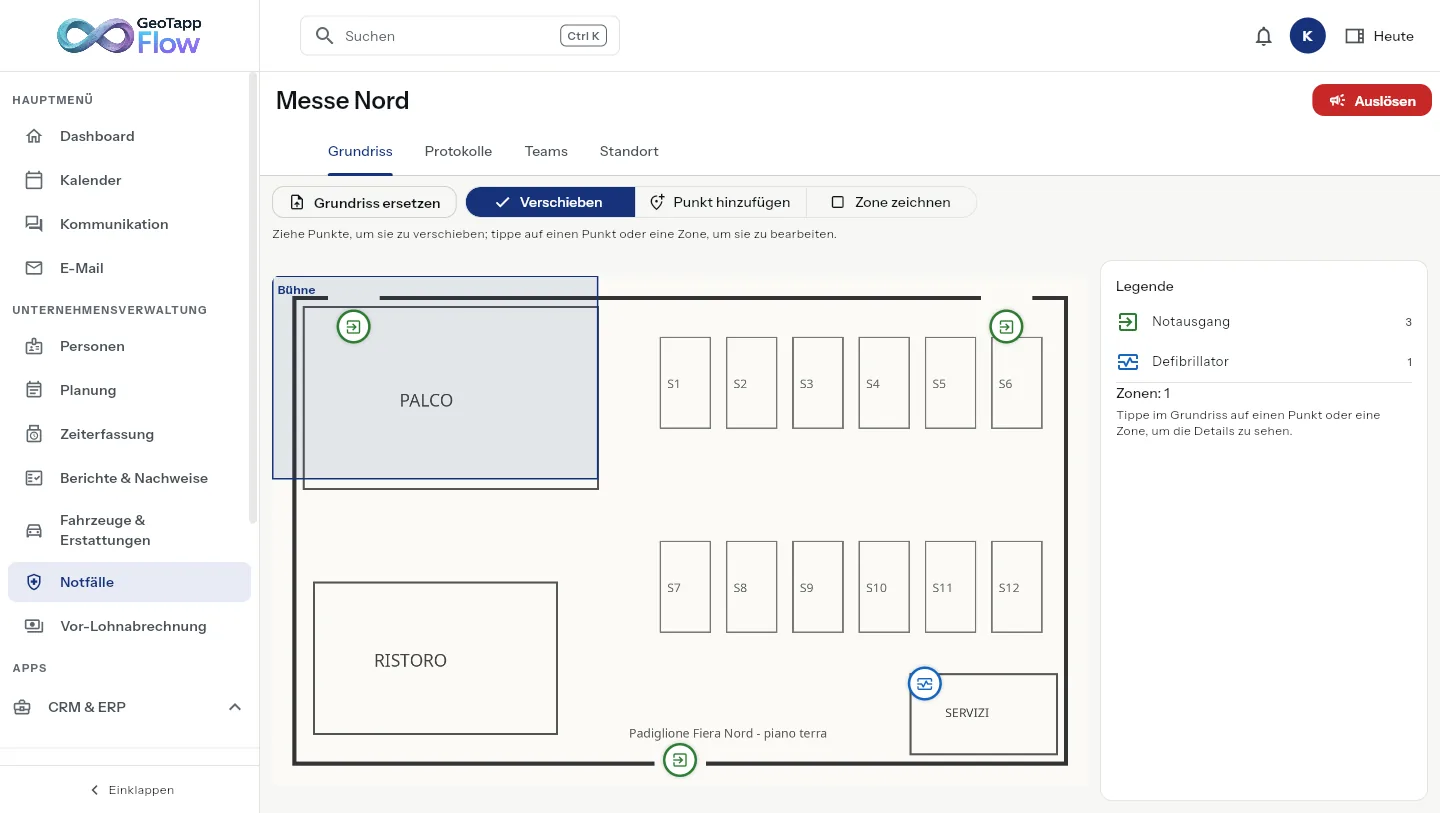 GeoTapp
Flow
Suchen
Ctrl K
K
Heute
HAUPTMENÜ
Dashboard
Kalender
Kommunikation
E-Mail
UNTERNEHMENSVERWALTUNG
Personen
Planung
Zeiterfassung
Berichte & Nachweise
Fahrzeuge &
Erstattungen
Notfälle
Vor-Lohnabrechnung
APPS
CRM & ERP
Einklappen
Messe Nord
Auslösen
Grundriss
Protokolle
Teams
Standort
Grundriss ersetzen
Verschieben
Punkt hinzufügen
Zone zeichnen
Ziehe Punkte, um sie zu verschieben; tippe auf einen Punkt oder eine Zone, um sie zu bearbeiten.
Bühne
PALCO
S1
S2
S3
S4
S5
S6
S7
S8
S9
S10
S11
S12
RISTORO
SERVIZI
Padiglione Fiera Nord - piano terra
Legende
Notausgang
3
Defibrillator
1
Zonen: 1
Tippe im Grundriss auf einen Punkt oder eine
Zone, um die Details zu sehen.